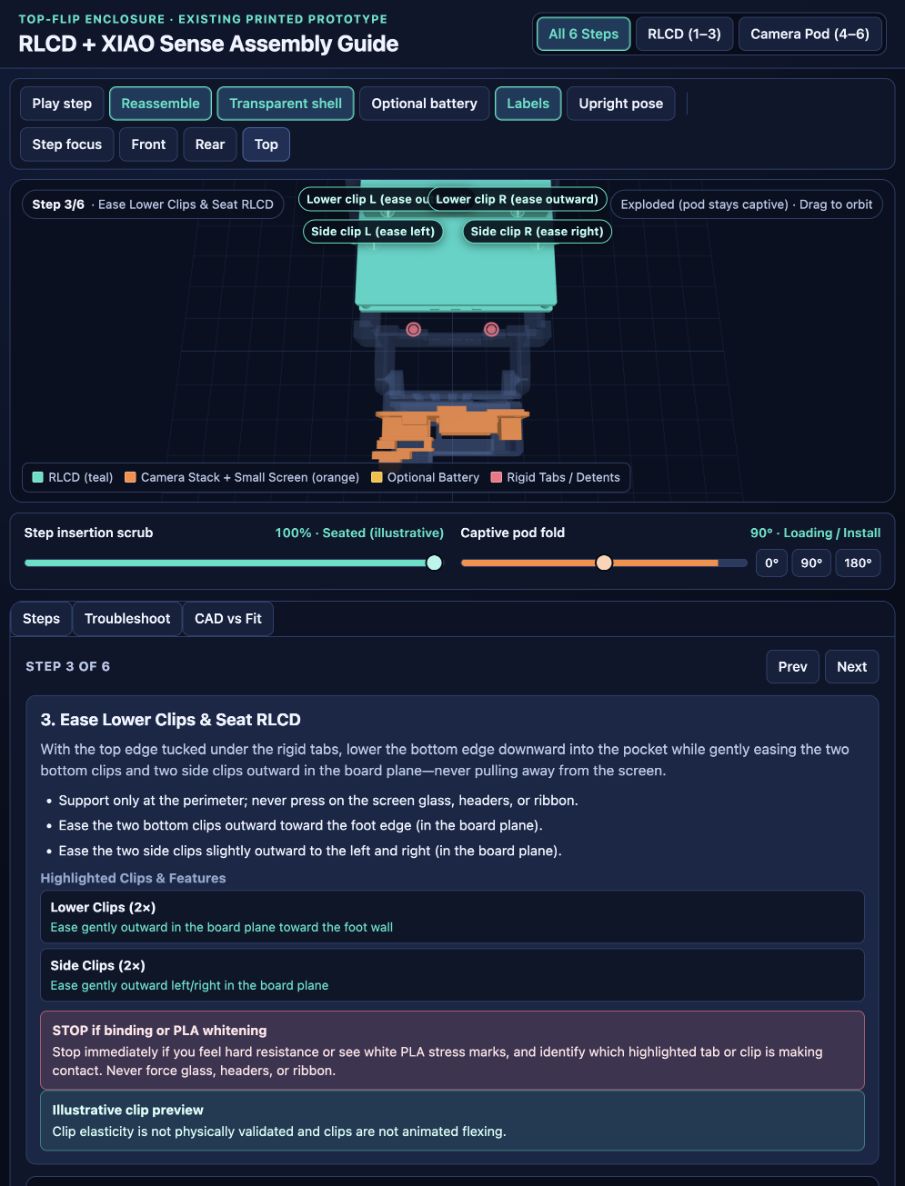 TOP-FLIP ENCLOSURE · EXISTING PRINTED PROTOTYPE
RLCD + XIAO Sense Assembly Guide
All 6 Steps
RLCD (1–3)
Camera Pod (4–6)
Play step
Reassemble
Transparent shell
Optional battery
Labels
Upright pose
Step focus
Front
Rear
Top
Step 3/6 · Ease Lower Clips & Seat RLCD
Lower clip L (ease ou
Lower clip R (ease outward)
Exploded (pod stays captive) · Drag to orbit
Side clip L (ease left)
Side clip R (ease right)
RLCD (teal)
Camera Stack + Small Screen (orange)
Optional Battery
Rigid Tabs / Detents
Step insertion scrub
100% · Seated (illustrative)
Captive pod fold
90° · Loading / Install
0°
90°
180°
Steps
Troubleshoot
CAD vs Fit
STEP 3 OF 6
Prev
Next
3. Ease Lower Clips & Seat RLCD
With the top edge tucked under the rigid tabs, lower the bottom edge downward into the pocket while gently easing the two
bottom clips and two side clips outward in the board plane—never pulling away from the screen.
• Support only at the perimeter; never press on the screen glass, headers, or ribbon.
• Ease the two bottom clips outward toward the foot edge (in the board plane).
• Ease the two side clips slightly outward to the left and right (in the board plane).
Highlighted Clips & Features
Lower Clips (2×)
Ease gently outward in the board plane toward the foot wall
Side Clips (2×)
Ease gently outward left/right in the board plane
STOP if binding or PLA whitening
Stop immediately if you feel hard resistance or see white PLA stress marks, and identify which highlighted tab or clip is making
contact. Never force glass, headers, or ribbon.
Illustrative clip preview
Clip elasticity is not physically validated and clips are not animated flexing.